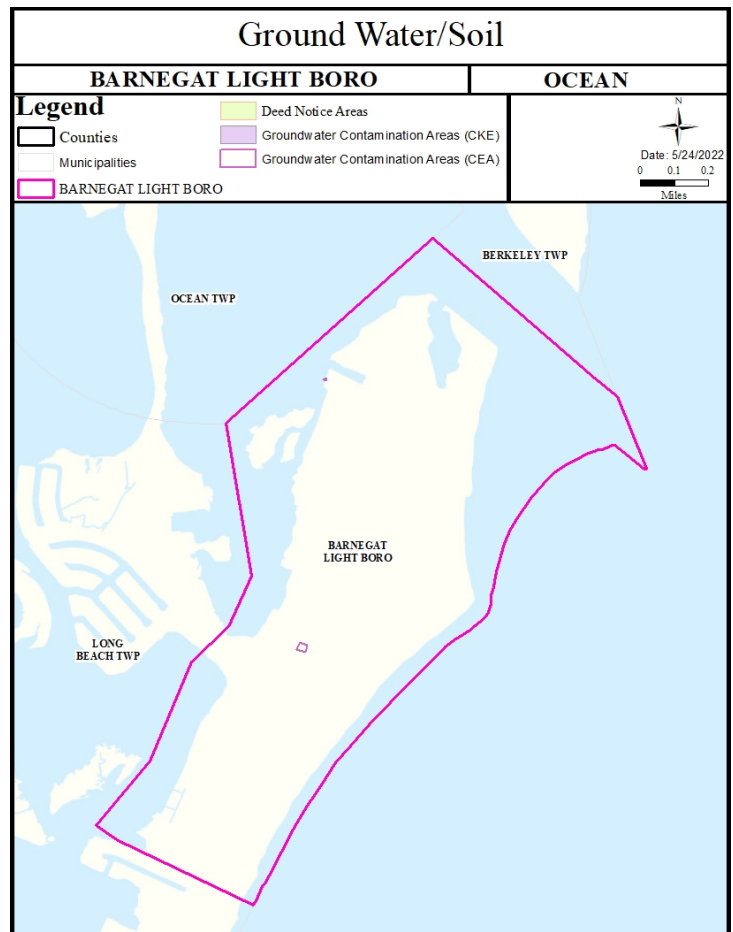 Ground Water/Soil
BARNEGAT LIGHT BORO
OCEAN
Legend
Counties
Municipalities
BARNEGAT LIGHT BORO
Deed Notice Areas
Groundwater Contamination Areas (CKE)
Groundwater Contamination Areas (CEA)
N
Date: 5/24/2022
0 0.1 0.2
Miles
BERKELEY TWP
OCEAN TWP
BARNEGAT
LIGHT BORO
LONG
BEACH TWP